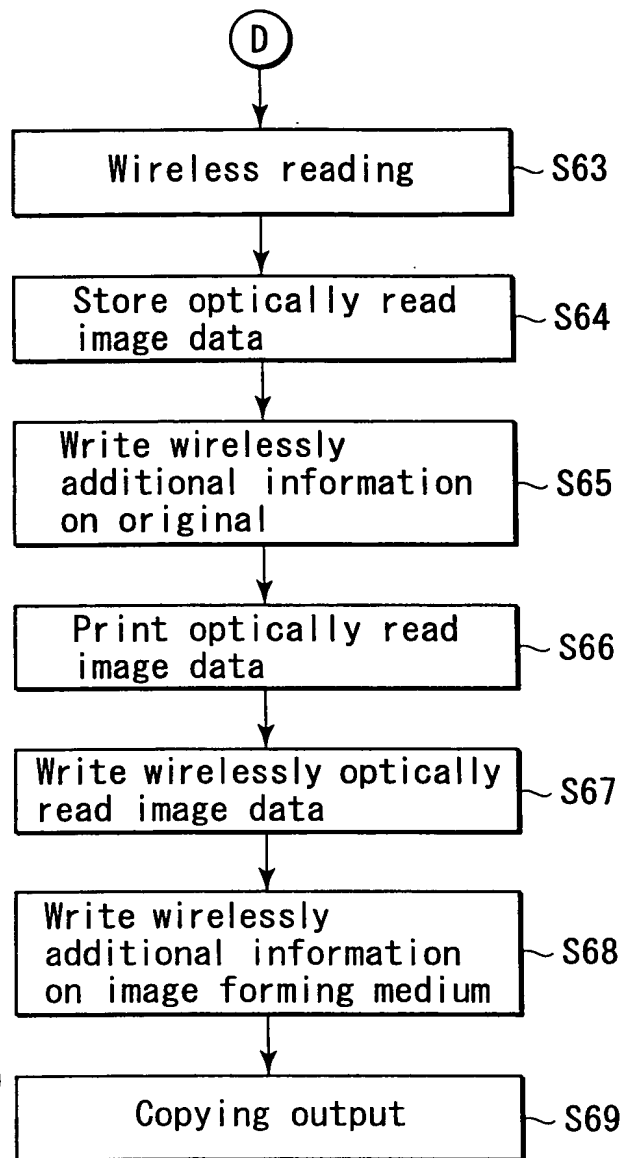 D
Wireless reading
S63
Store optically read
image data
S64
Write wirelessly
additional information
on original
S65
Print optically read
image data
S66
Write wirelessly optically
read image data
S67
Write wirelessly
additional information
on image forming medium
S68
Copying output
S69